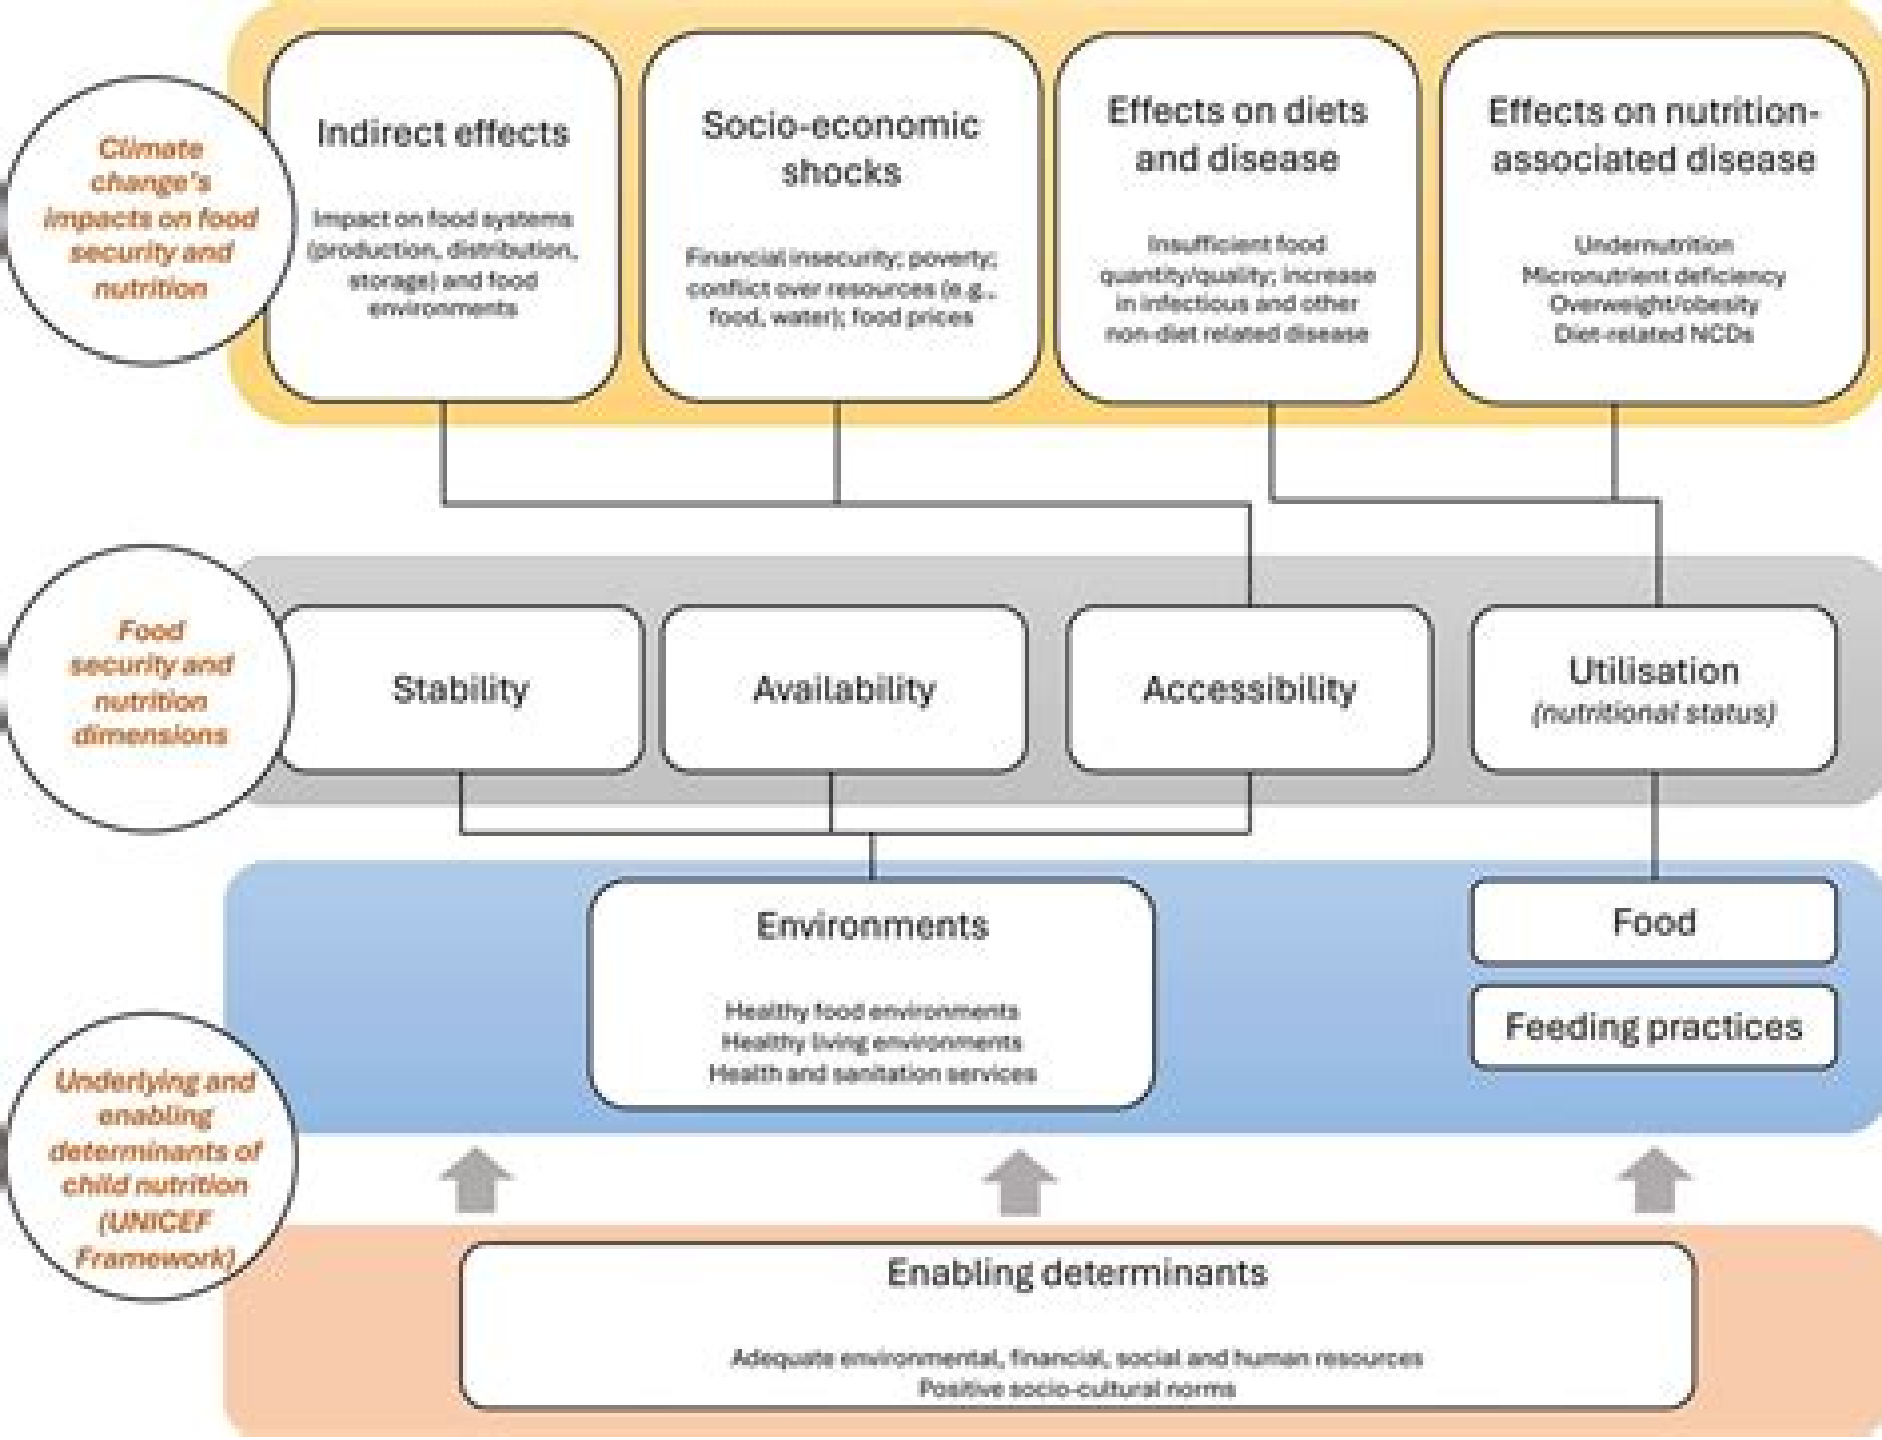 Climate
change's
impacts on food
security and
nutrition
Indirect effects
Impact on food systems
(production, distribution,
storage) and food
environments
Socio-economic
shocks
Financial insecurity; poverty;
conflict over resources (e.g.,
food, water); food prices
Effects on diets
and disease
Insufficient food
quantity/quality; increase
in infectious and other
non-diet related disease
Effects on nutrition-
associated disease
Undernutrition
Micronutrient deficiency
Overweight/obesity
Diet-related NCDs
Food
security and
nutrition
dimensions
Stability
Availability
Accessibility
Utilisation
(nutritional status)
Underlying and
enabling
determinants of
child nutrition
(UNICEF
Framework)
Environments
Healthy food environments
Healthy living environments
Health and sanitation services
Food
Feeding practices
Enabling determinants
Adequate environmental, financial, social and human resources
Positive socio-cultural norms